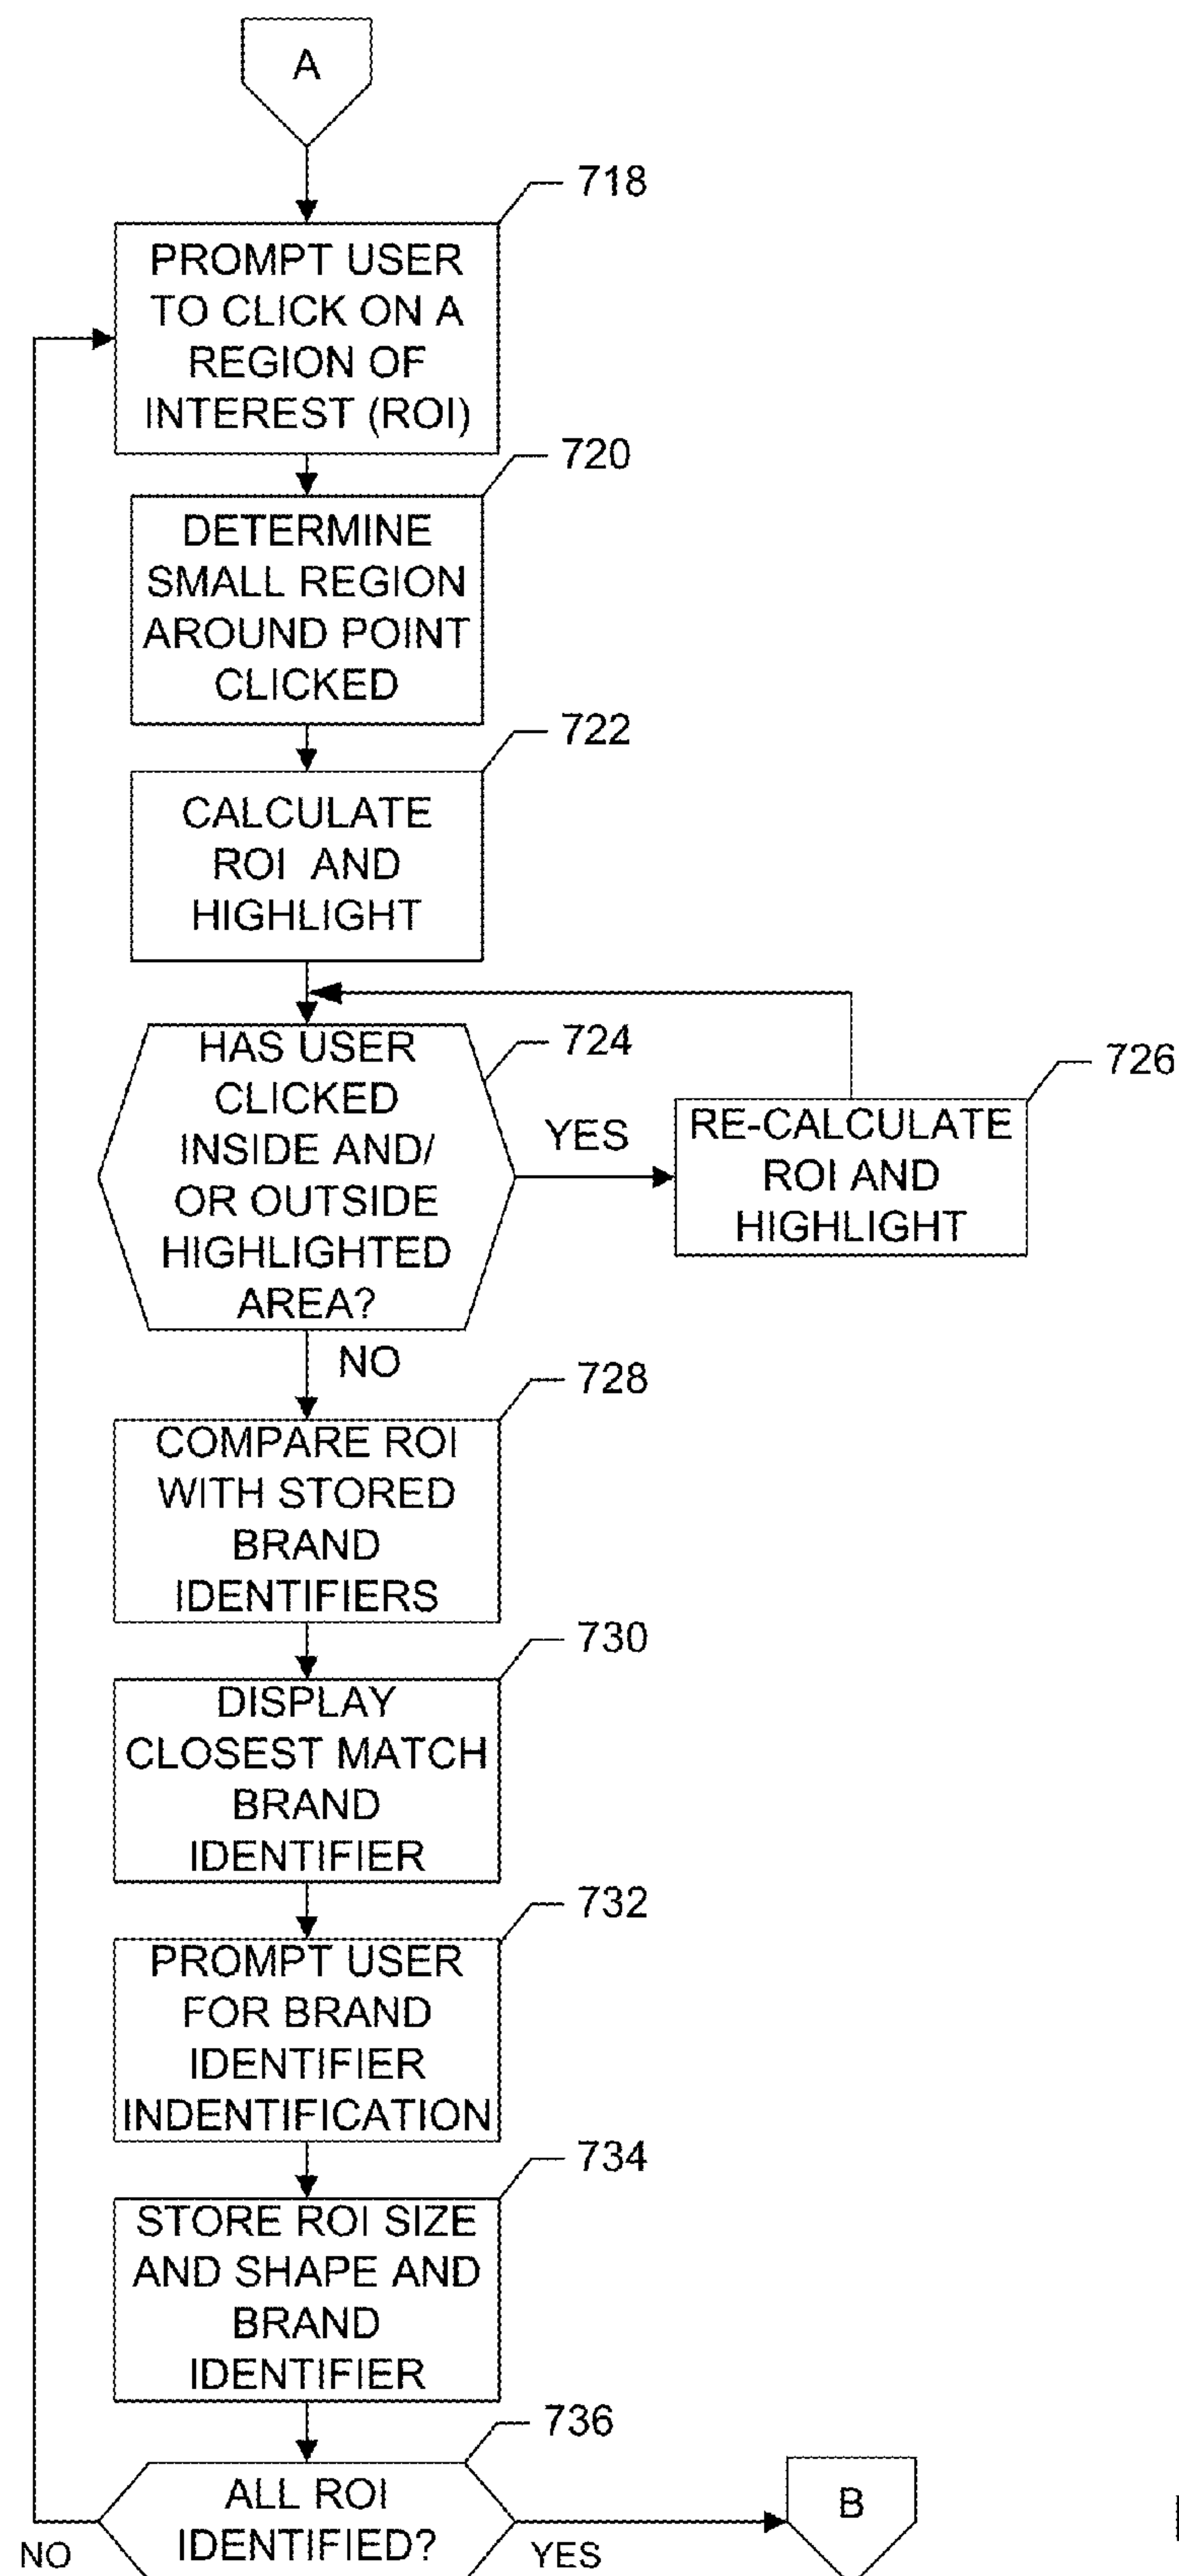 A
718
PROMPT USER
TO CLICK ON A
REGION OF
INTEREST (ROI)
720
DETERMINE
SMALL REGION
AROUND POINT
CLICKED
722
CALCULATE
ROI AND
HIGHLIGHT
724
HAS USER
CLICKED
INSIDE AND/
OR OUTSIDE
HIGHLIGHTED
AREA?
YES
726
RE-CALCULATE
ROI AND
HIGHLIGHT
NO
728
COMPARE ROI
WITH STORED
BRAND
IDENTIFIERS
730
DISPLAY
CLOSEST MATCH
BRAND
IDENTIFIER
732
PROMPT USER
FOR BRAND
IDENTIFIER
INDENTIFICATION
734
STORE ROI SIZE
AND SHAPE AND
BRAND
IDENTIFIER
736
ALL ROI
IDENTIFIED?
NO
YES
B